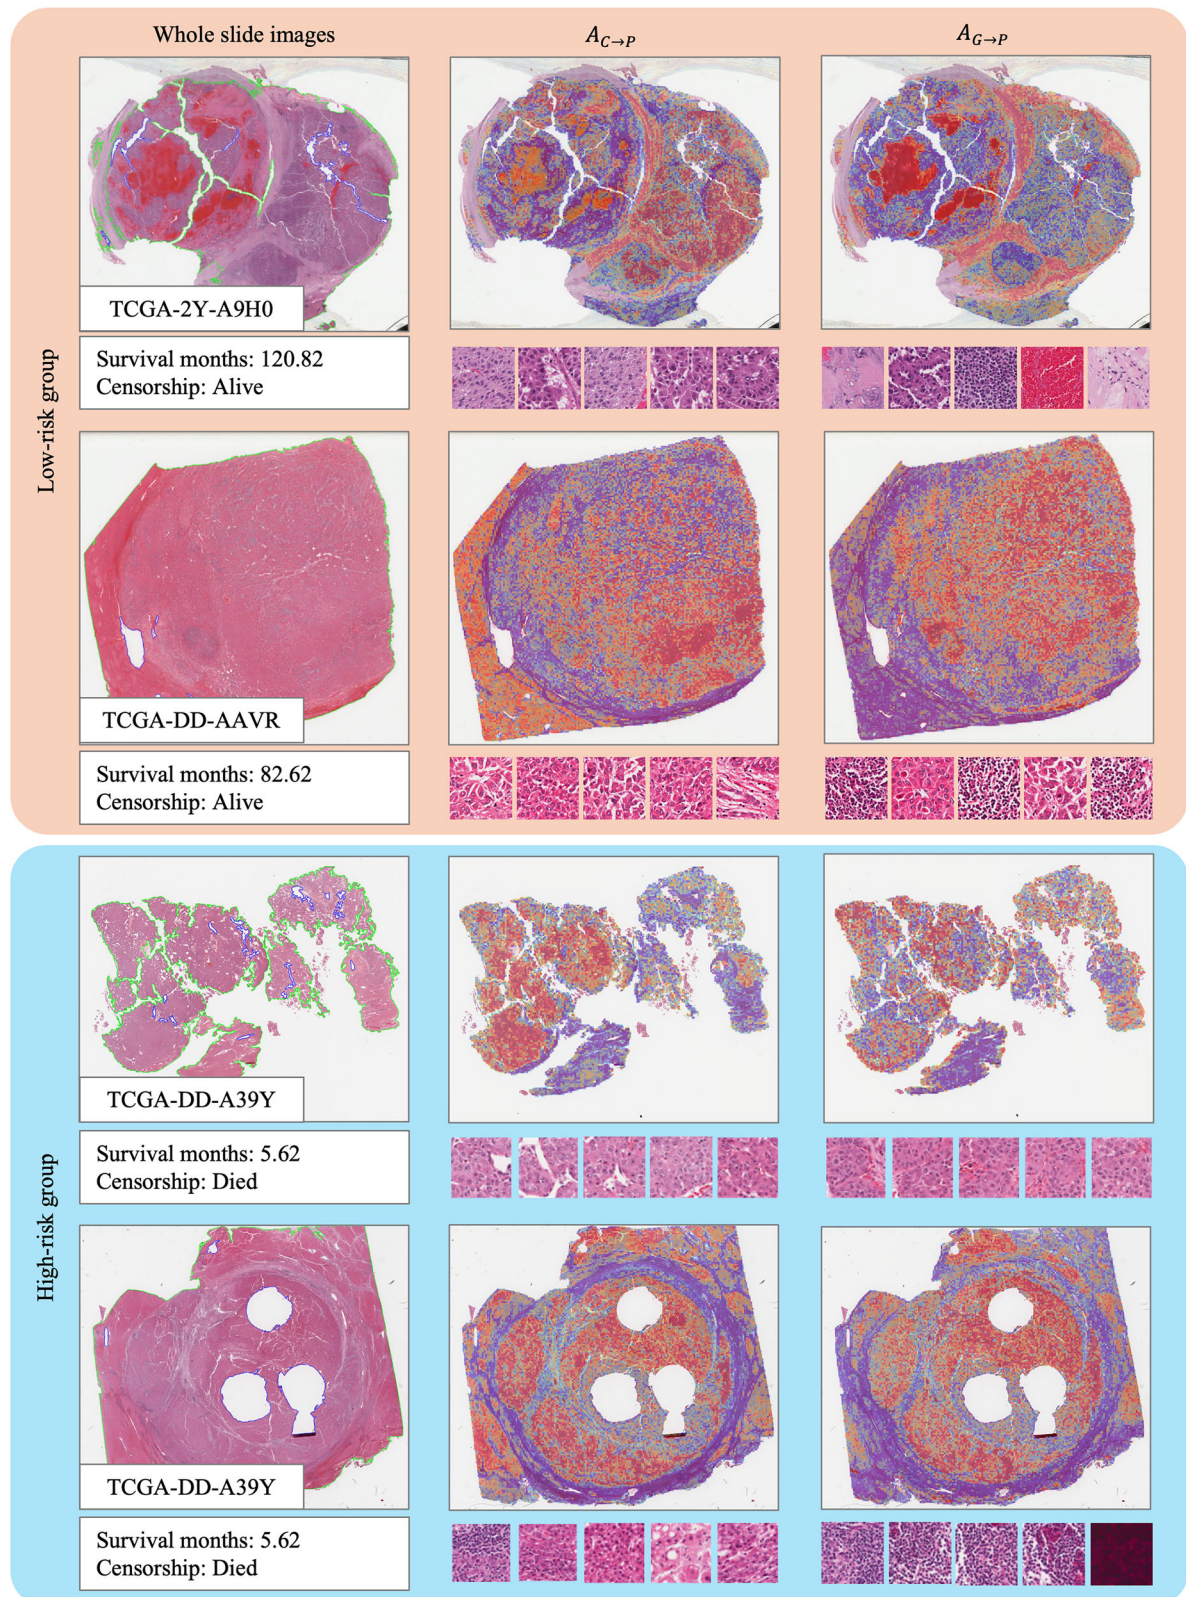 Whole slide images
A_{C→P}
A_{G→P}
Low-risk group
TCGA-2Y-A9H0
Survival months: 120.82
Censorship: Alive
TCGA-DD-AAVR
Survival months: 82.62
Censorship: Alive
High-risk group
TCGA-DD-A39Y
Survival months: 5.62
Censorship: Died
TCGA-DD-A39Y
Survival months: 5.62
Censorship: Died